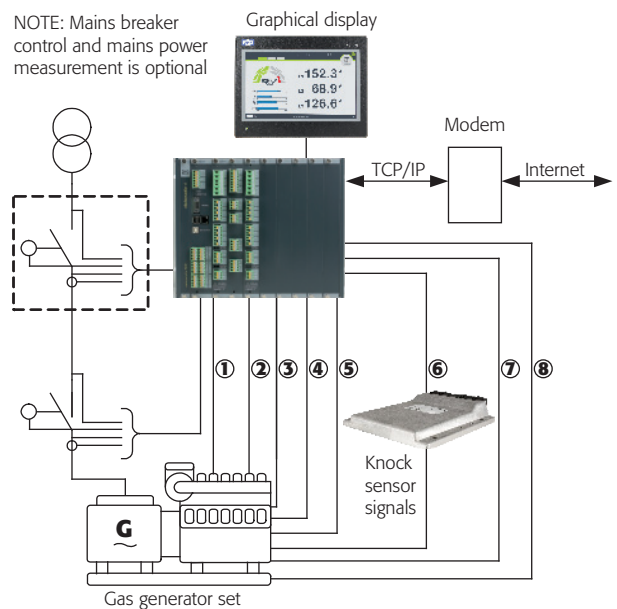 NOTE: Mains breaker
control and mains power
measurement is optional
Graphical display
152.3°
68.9°
126.6°
Modem
TCP/IP
Internet
① ② ③ ④ ⑤ ⑥ ⑦ ⑧
Knock
sensor
signals
G
~
Gas generator set